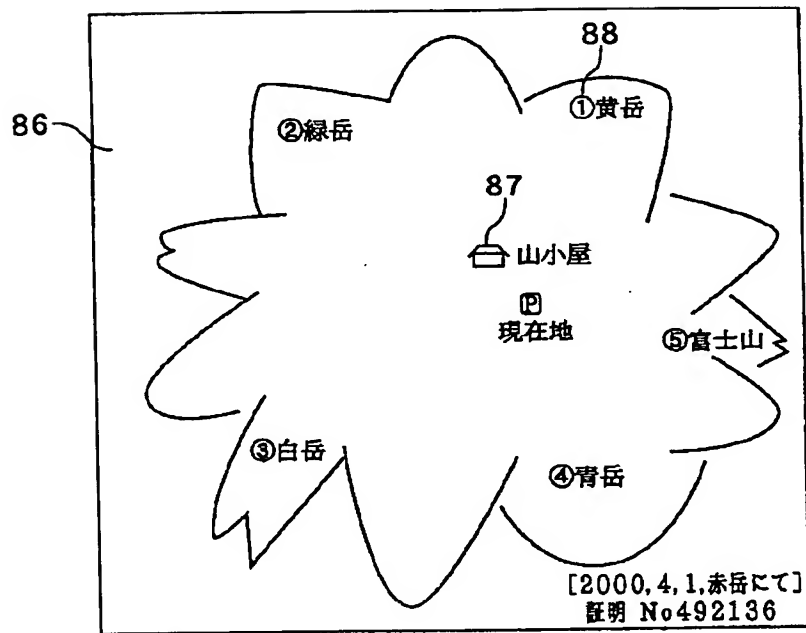 88
①黄岳
86
②緑岳
87
山小屋
P
現在地
⑤富士山
③白岳
④青岳
[2000,4,1,赤岳にて]
証明 No492136